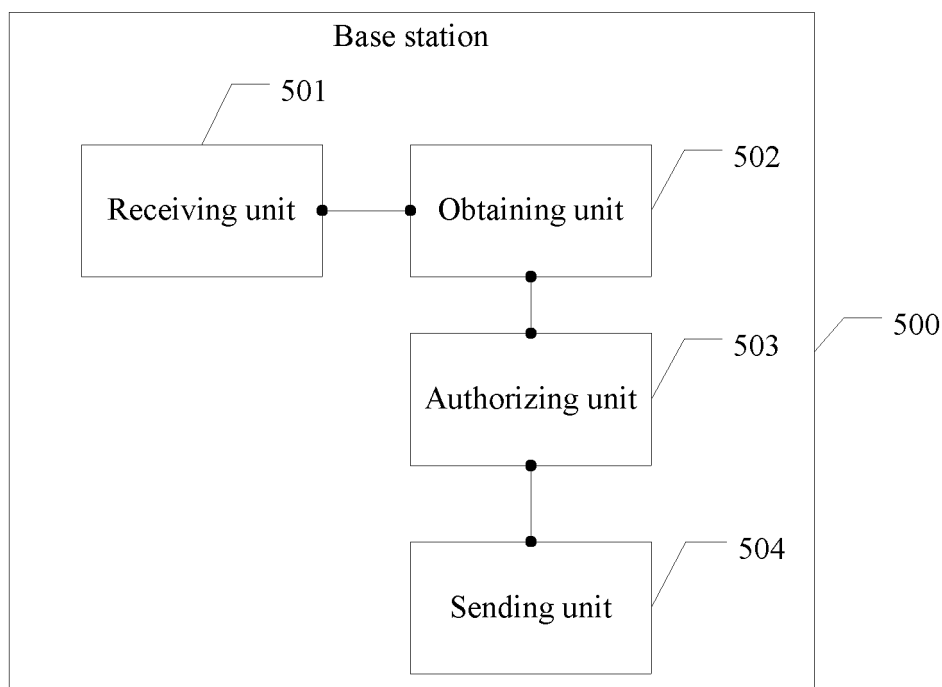 Base station
501
502
Receiving unit
Obtaining unit
500
503
Authorizing unit
504
Sending unit